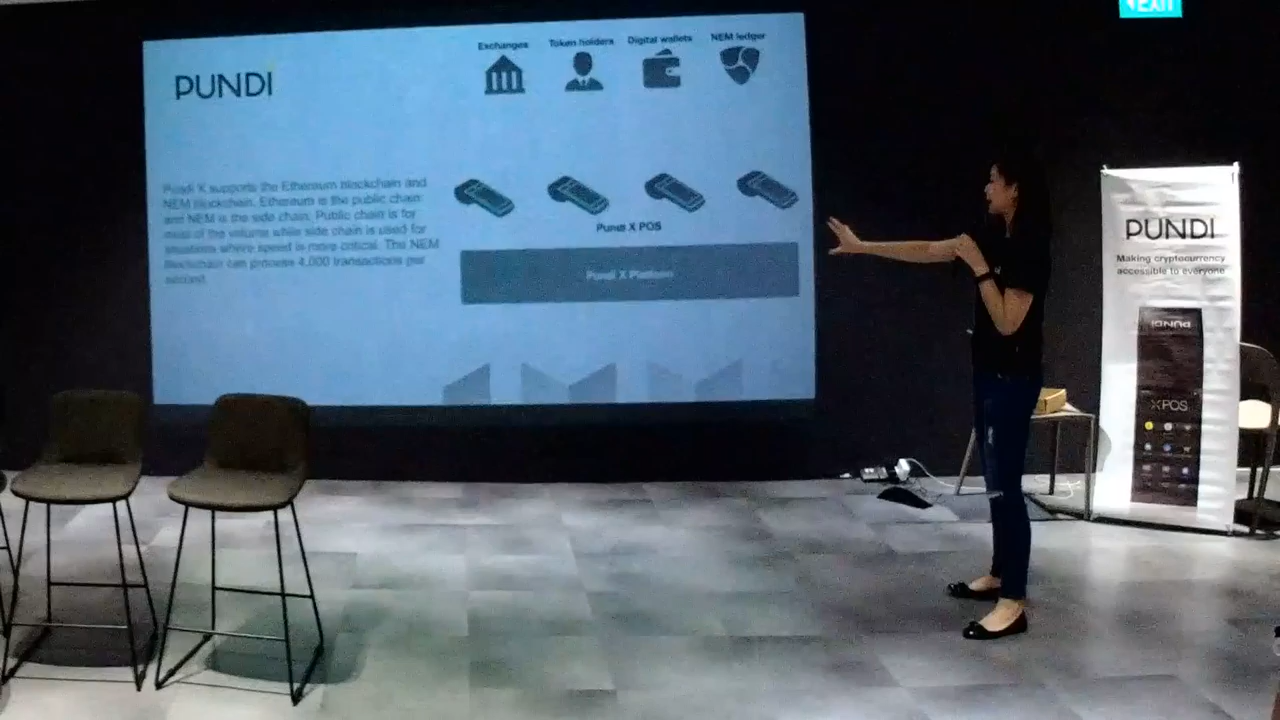 EXIT
PUNDI
Exchanges
Token holders
Digital wallets
NEM ledger
Pundi X supports the Ethereum blockchain and
NEM blockchain. Ethereum is the public chain
and NEM is the side chain. Public chain is for
most of the volume while side chain is used for
situations where speed is more critical. The NEM
blockchain can process 4,000 transactions per
second.
Pundi X POS
Pundi X Platform
PUNDI
Making cryptocurrency
accessible to everyone
PUNDI
XPOS